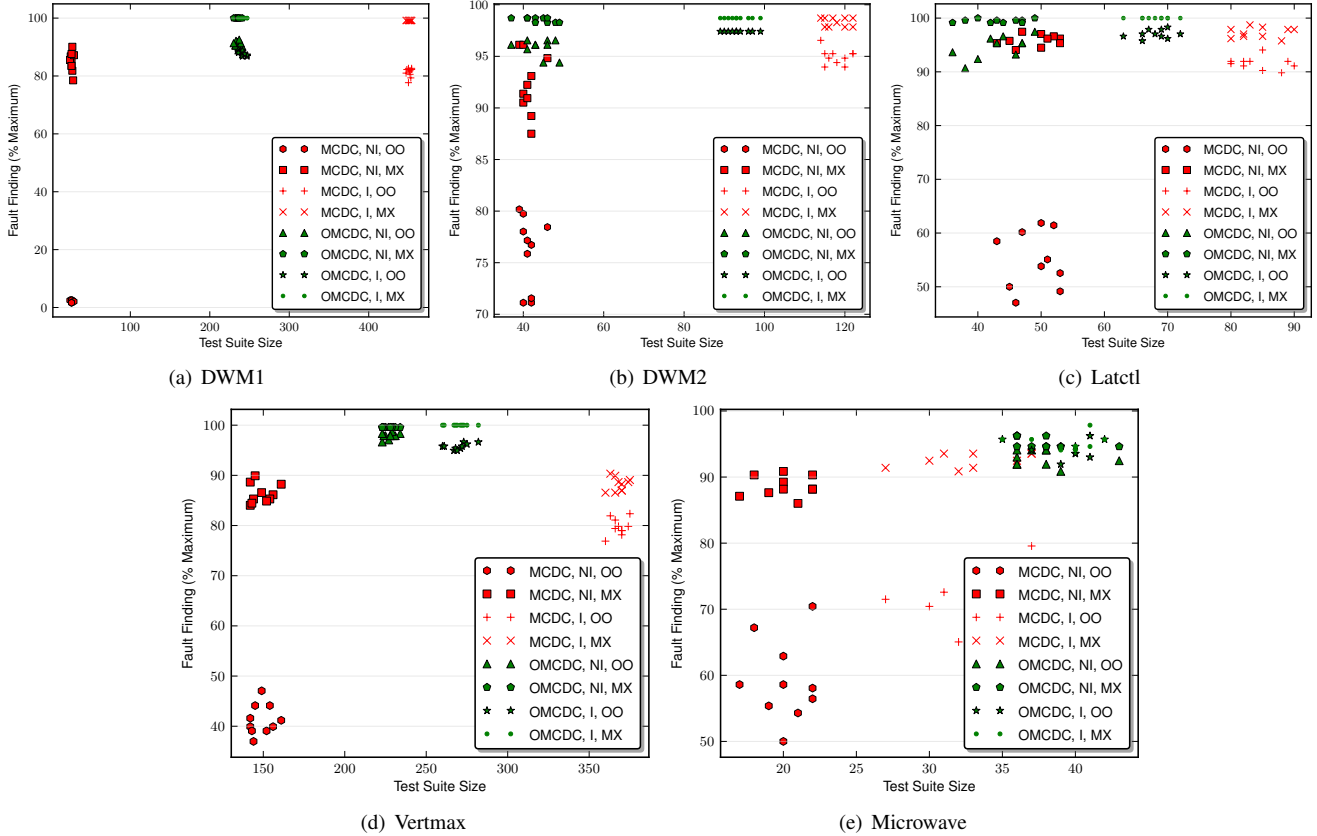 Fault Finding (% Maximum)
100
80
60
40
20
0
100
200
300
400
Test Suite Size
MCDC, NI, OO
MCDC, NI, MX
MCDC, I, OO
MCDC, I, MX
OMCDC, NI, OO
OMCDC, NI, MX
OMCDC, I, OO
OMCDC, I, MX
(a) DWM1
Fault Finding (% Maximum)
100
95
90
85
80
75
70
40
60
80
100
120
Test Suite Size
MCDC, NI, OO
MCDC, NI, MX
MCDC, I, OO
MCDC, I, MX
OMCDC, NI, OO
OMCDC, NI, MX
OMCDC, I, OO
OMCDC, I, MX
(b) DWM2
Fault Finding (% Maximum)
100
90
80
70
60
50
40
50
60
70
80
90
Test Suite Size
MCDC, NI, OO
MCDC, NI, MX
MCDC, I, OO
MCDC, I, MX
OMCDC, NI, OO
OMCDC, NI, MX
OMCDC, I, OO
OMCDC, I, MX
(c) Latctl
Fault Finding (% Maximum)
100
90
80
70
60
50
40
150
200
250
300
350
Test Suite Size
MCDC, NI, OO
MCDC, NI, MX
MCDC, I, OO
MCDC, I, MX
OMCDC, NI, OO
OMCDC, NI, MX
OMCDC, I, OO
OMCDC, I, MX
(d) Vertmax
Fault Finding (% Maximum)
100
90
80
70
60
50
20
25
30
35
40
Test Suite Size
MCDC, NI, OO
MCDC, NI, MX
MCDC, I, OO
MCDC, I, MX
OMCDC, NI, OO
OMCDC, NI, MX
OMCDC, I, OO
OMCDC, I, MX
(e) Microwave